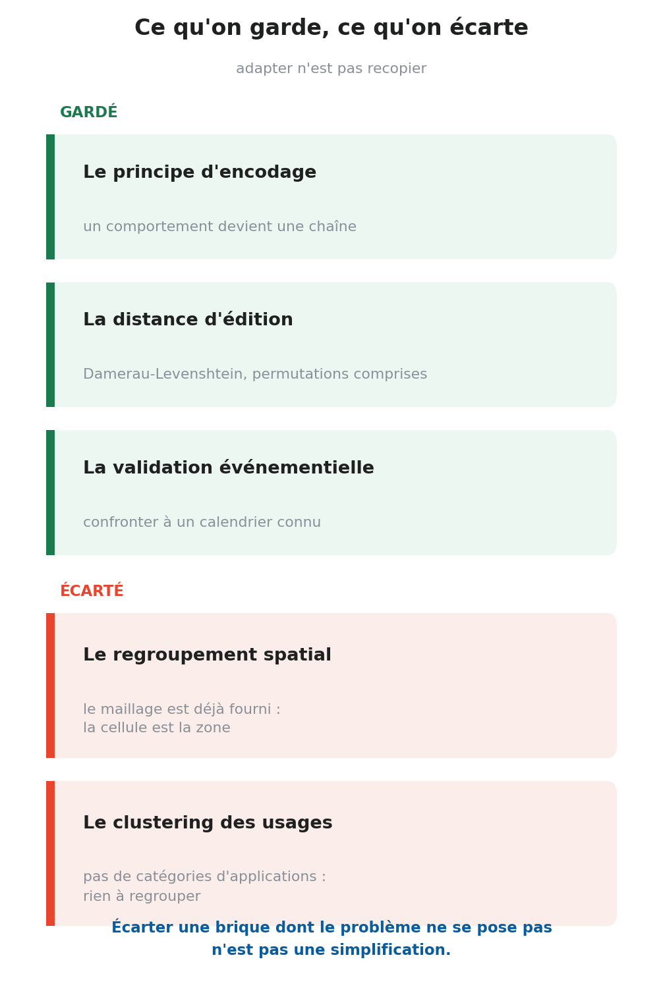 Ce qu'on garde, ce qu'on écarte
adapter n'est pas recopier
GARDÉ
Le principe d'encodage
un comportement devient une chaîne
La distance d'édition
Damerau-Levenshtein, permutations comprises
La validation événementielle
confronter à un calendrier connu
ÉCARTÉ
Le regroupement spatial
le maillage est déjà fourni :
la cellule est la zone
Le clustering des usages
pas de catégories d'applications :
rien à regrouper
Écarter une brique dont le problème ne se pose pas
n'est pas une simplification.